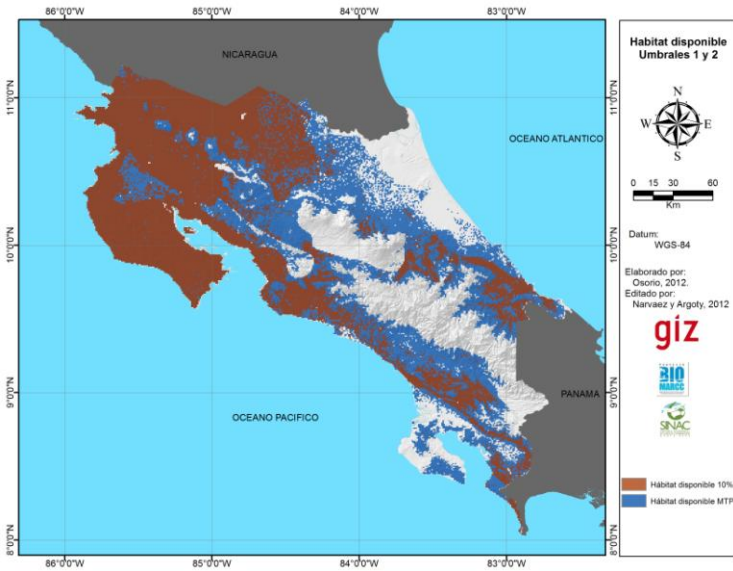 86°0'0"W
85°0'0"W
84°0'0"W
83°0'0"W
NICARAGUA
OCEANO ATLANTICO
OCEANO PACIFICO
PANAMA
11°0'0"N
10°0'0"N
9°0'0"N
8°0'0"N
11°0'0"N
10°0'0"N
9°0'0"N
8°0'0"N
86°0'0"W
85°0'0"W
84°0'0"W
83°0'0"W
Habitat disponible
Umbrales 1 y 2
N
W E
S
0 15 30 60
Km
Datum:
WGS-84
Elaborado por:
Osorio, 2012.
Editado por:
Narvaez y Argoty, 2012
giz
BIO
MARCC
SINAC
Hábitat disponible 10%
Hábitat disponible MTP